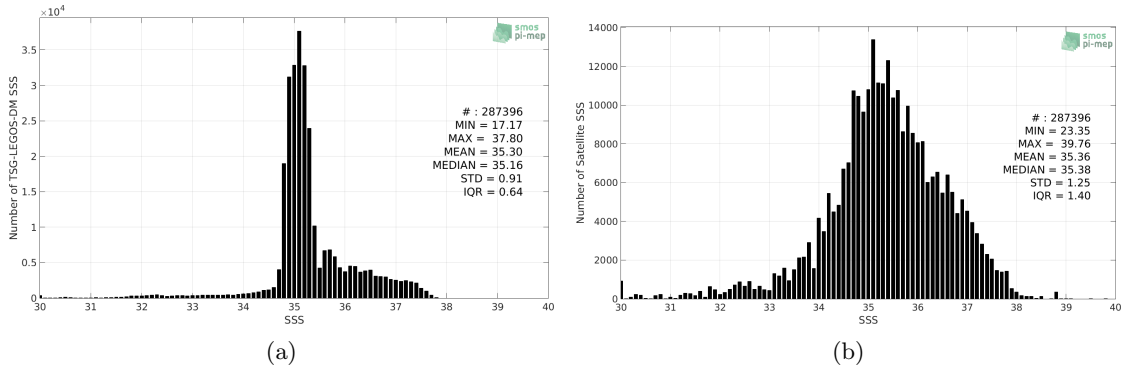 ×10⁴
Number of TSG-LEGOS-DM SSS
3.5
3
2.5
2
1.5
1
0.5
0
30 31 32 33 34 35 36 37 38 39 40
SSS
smos
pi-mep
# : 287396
MIN = 17.17
MAX = 37.80
MEAN = 35.30
MEDIAN = 35.16
STD = 0.91
IQR = 0.64
(a)
Number of Satellite SSS
14000
12000
10000
8000
6000
4000
2000
0
30 31 32 33 34 35 36 37 38 39 40
SSS
smos
pi-mep
# : 287396
MIN = 23.35
MAX = 39.76
MEAN = 35.36
MEDIAN = 35.38
STD = 1.25
IQR = 1.40
(b)